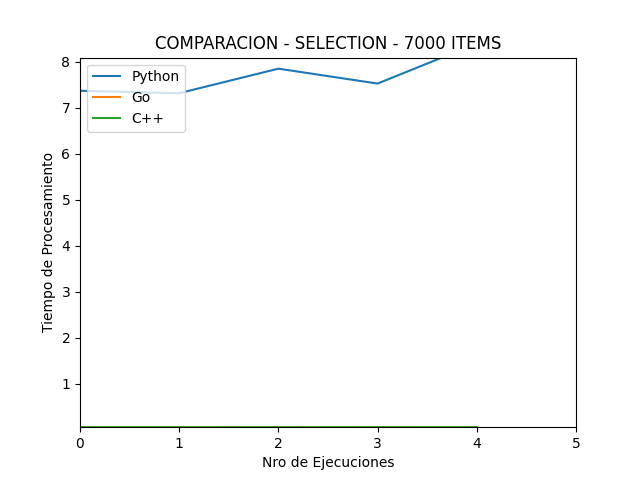 COMPARACION - SELECTION - 7000 ITEMS
Python
Go
C++
Tiempo de Procesamiento
8
7
6
5
4
3
2
1
0 1 2 3 4 5
Nro de Ejecuciones